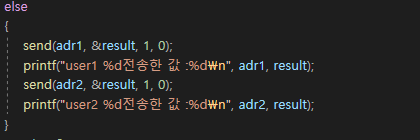 else
{
send(adr1, &result, 1, 0);
printf("user1 %d전송한 값 :%d₩n", adr1, result);
send(adr2, &result, 1, 0);
printf("user2 %d전송한 값 :%d₩n", adr2, result);
}